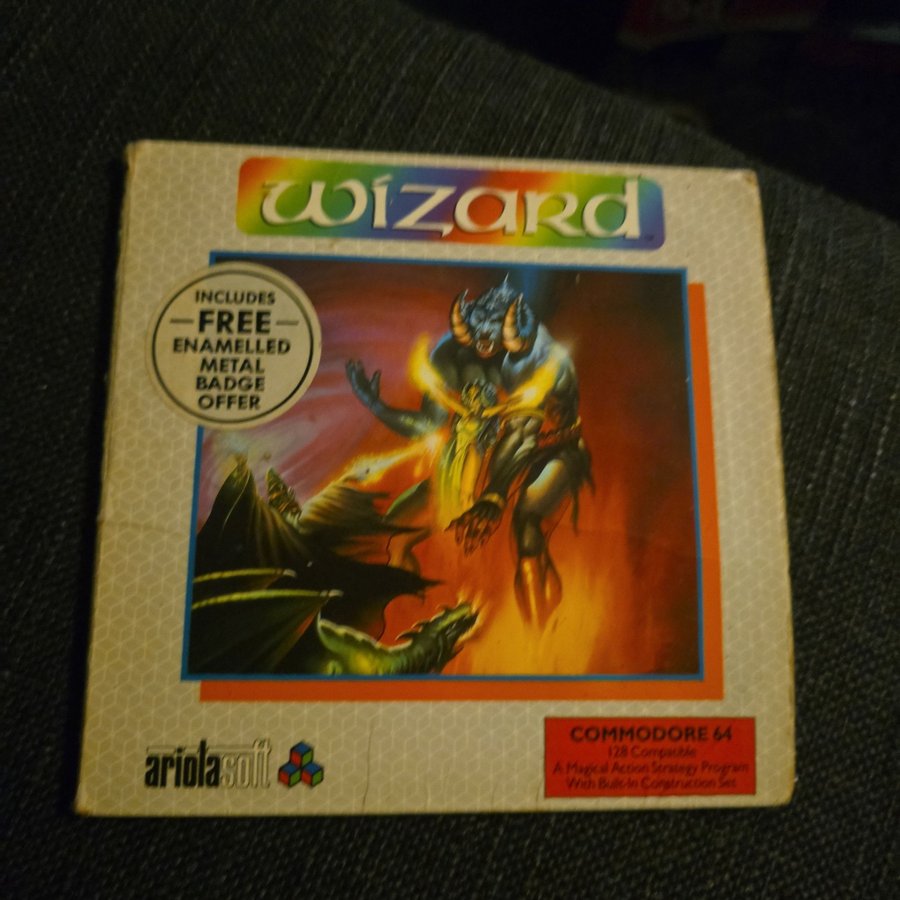 wizard
INCLUDES
FREE
ENAMELLED
METAL
BADGE
OFFER
ariolasoft
COMMODORE 64
128 Compatible
A Magical Action Strategy Program
With Built-In Construction Set